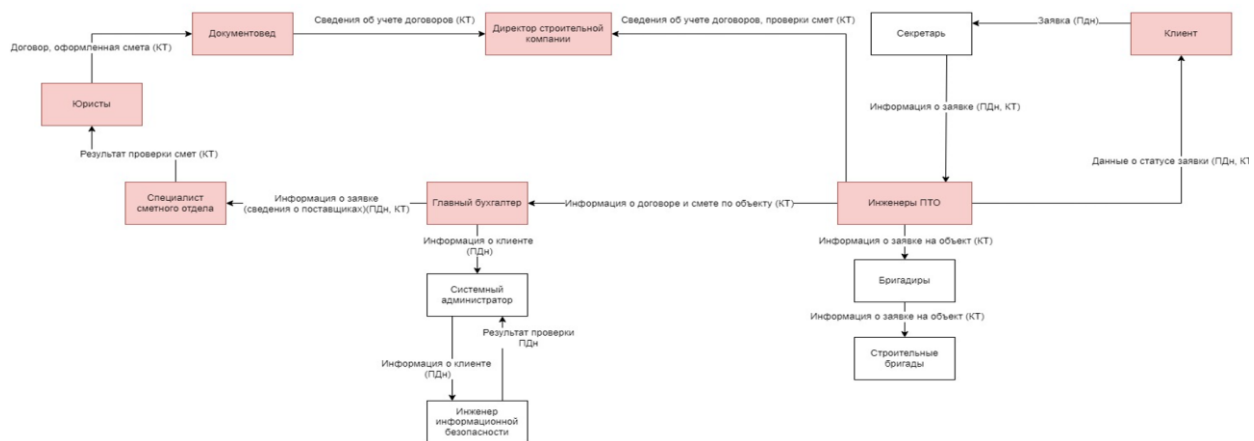 Сведения об учете договоров (КТ)
Сведения об учете договоров, проверки смет (КТ)
Заявка (Пдн)
Документовед
Директор строительной
компании
Секретарь
Клиент
Договор, оформленная смета (КТ)
Юристы
Информация о заявке (ПДн, КТ)
Результат проверки смет (КТ)
Данные о статусе заявки (ПДн, КТ
Специалист
сметного отдела
Информация о заявке
(сведения о поставщиках)(ПДн, КТ)
Главный бухгалтер
Информация о договоре и смете по объекту (КТ)
Инженеры ПТО
Информация о клиенте
(ПДн)
Информация о заявке на объект (КТ)
Системный
администратор
Бригадиры
Результат проверки
ПДн
Информация о заявке на объект (КТ)
Информация о клиенте
(ПДн)
Строительные
бригады
Инженер
информационной
безопасности